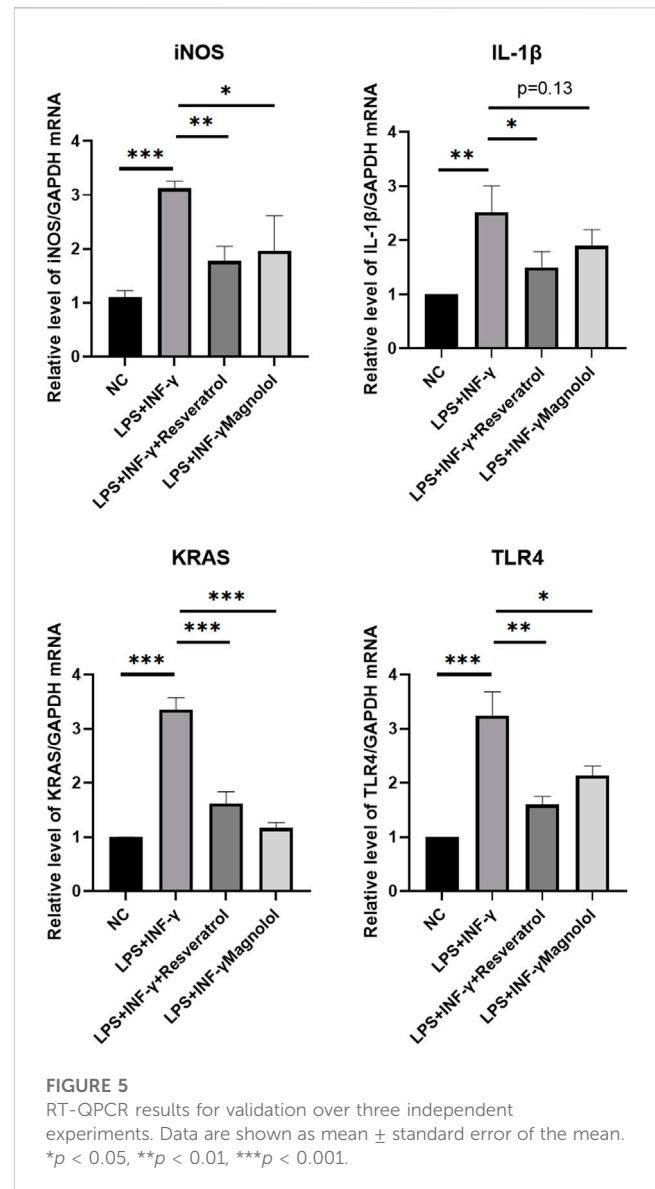 iNOS
Relative level of iNOS/GAPDH mRNA
4
3
2
1
0
***
**
*
NC
LPS+INF-γ
LPS+INF-γ+Resveratrol
LPS+INF-γMagnolol
IL-1β
Relative level of IL-1β/GAPDH mRNA
4
3
2
1
0
**
*
p=0.13
NC
LPS+INF-γ
LPS+INF-γ+Resveratrol
LPS+INF-γMagnolol
KRAS
Relative level of KRAS/GAPDH mRNA
4
3
2
1
0
***
***
***
NC
LPS+INF-γ
LPS+INF-γ+Resveratrol
LPS+INF-γMagnolol
TLR4
Relative level of TLR4/GAPDH mRNA
4
3
2
1
0
***
**
*
NC
LPS+INF-γ
LPS+INF-γ+Resveratrol
LPS+INF-γMagnolol
FIGURE 5
RT-QPCR results for validation over three independent
experiments. Data are shown as mean ± standard error of the mean.
*p < 0.05, **p < 0.01, ***p < 0.001.